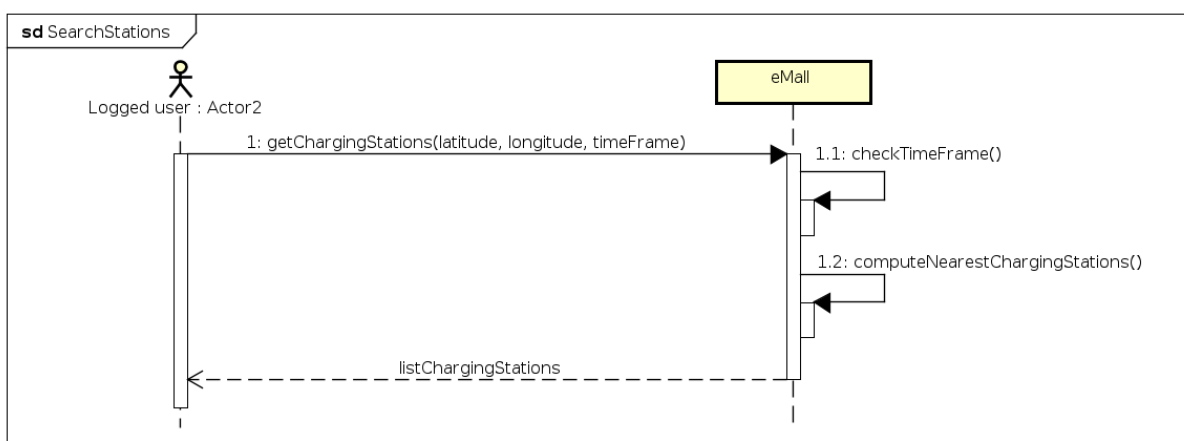 sd SearchStations
Logged user : Actor2
eMall
1: getChargingStations(latitude, longitude, timeFrame)
1.1: checkTimeFrame()
1.2: computeNearestChargingStations()
listChargingStations